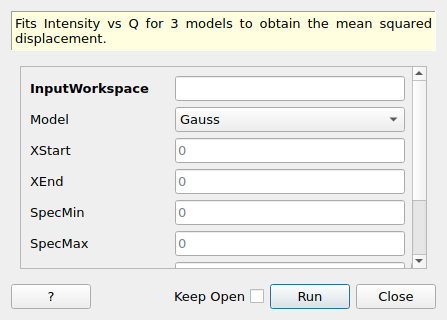 Fits Intensity vs Q for 3 models to obtain the mean squared
displacement.
InputWorkspace
Model Gauss
XStart 0
XEnd 0
SpecMin 0
SpecMax 0
? Keep Open Run Close